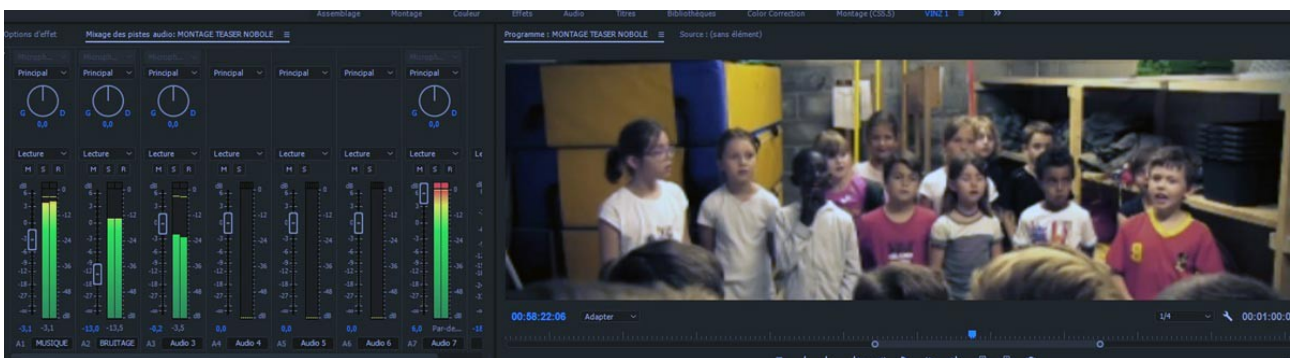 Assemblage Montage Couleur Effets Audio Titres Bibliothèques Color Correction Montage (CS5.5) VINZ 1 ≡ »
Options d'effet Mixage des pistes audio: MONTAGE TEASER NOBOLE ≡
Programme : MONTAGE TEASER NOBOLE ≡ Source : (sans élément)
Principal Principal Principal Principal Principal Principal Principal
G D G D G D G D
0,0 0,0 0,0 0,0
Lecture Lecture Lecture Lecture Lecture Lecture Lecture Le
M S R M S R M S R M S M S M S M S R
-3,1 -3,1 -13,0 -13,5 -0,2 -3,5 0,0 0,0 0,0 6,0 Par-de...
A1 MUSIQUE A2 BRUITAGE A3 Audio 3 A4 Audio 4 A5 Audio 5 A6 Audio 6 A7 Audio 7
00:58:22:06 Adapter 1/4 00:01:00:0